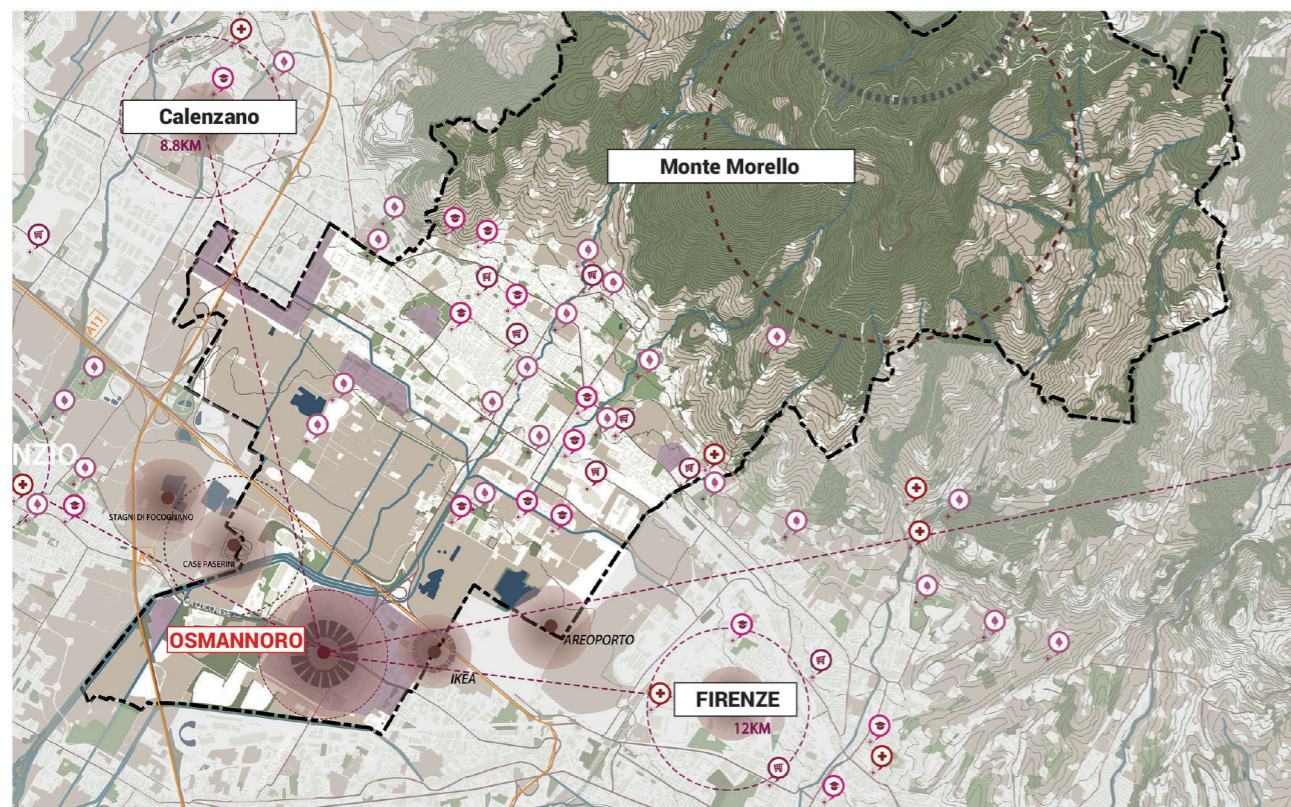 Calenzano
8.8KM
Monte Morello
A11
NZIO
STAGNI DI FOCOGNANO
CASE PASERINI
OSMANNORO
IKEA
AREOPORTO
FIRENZE
12KM